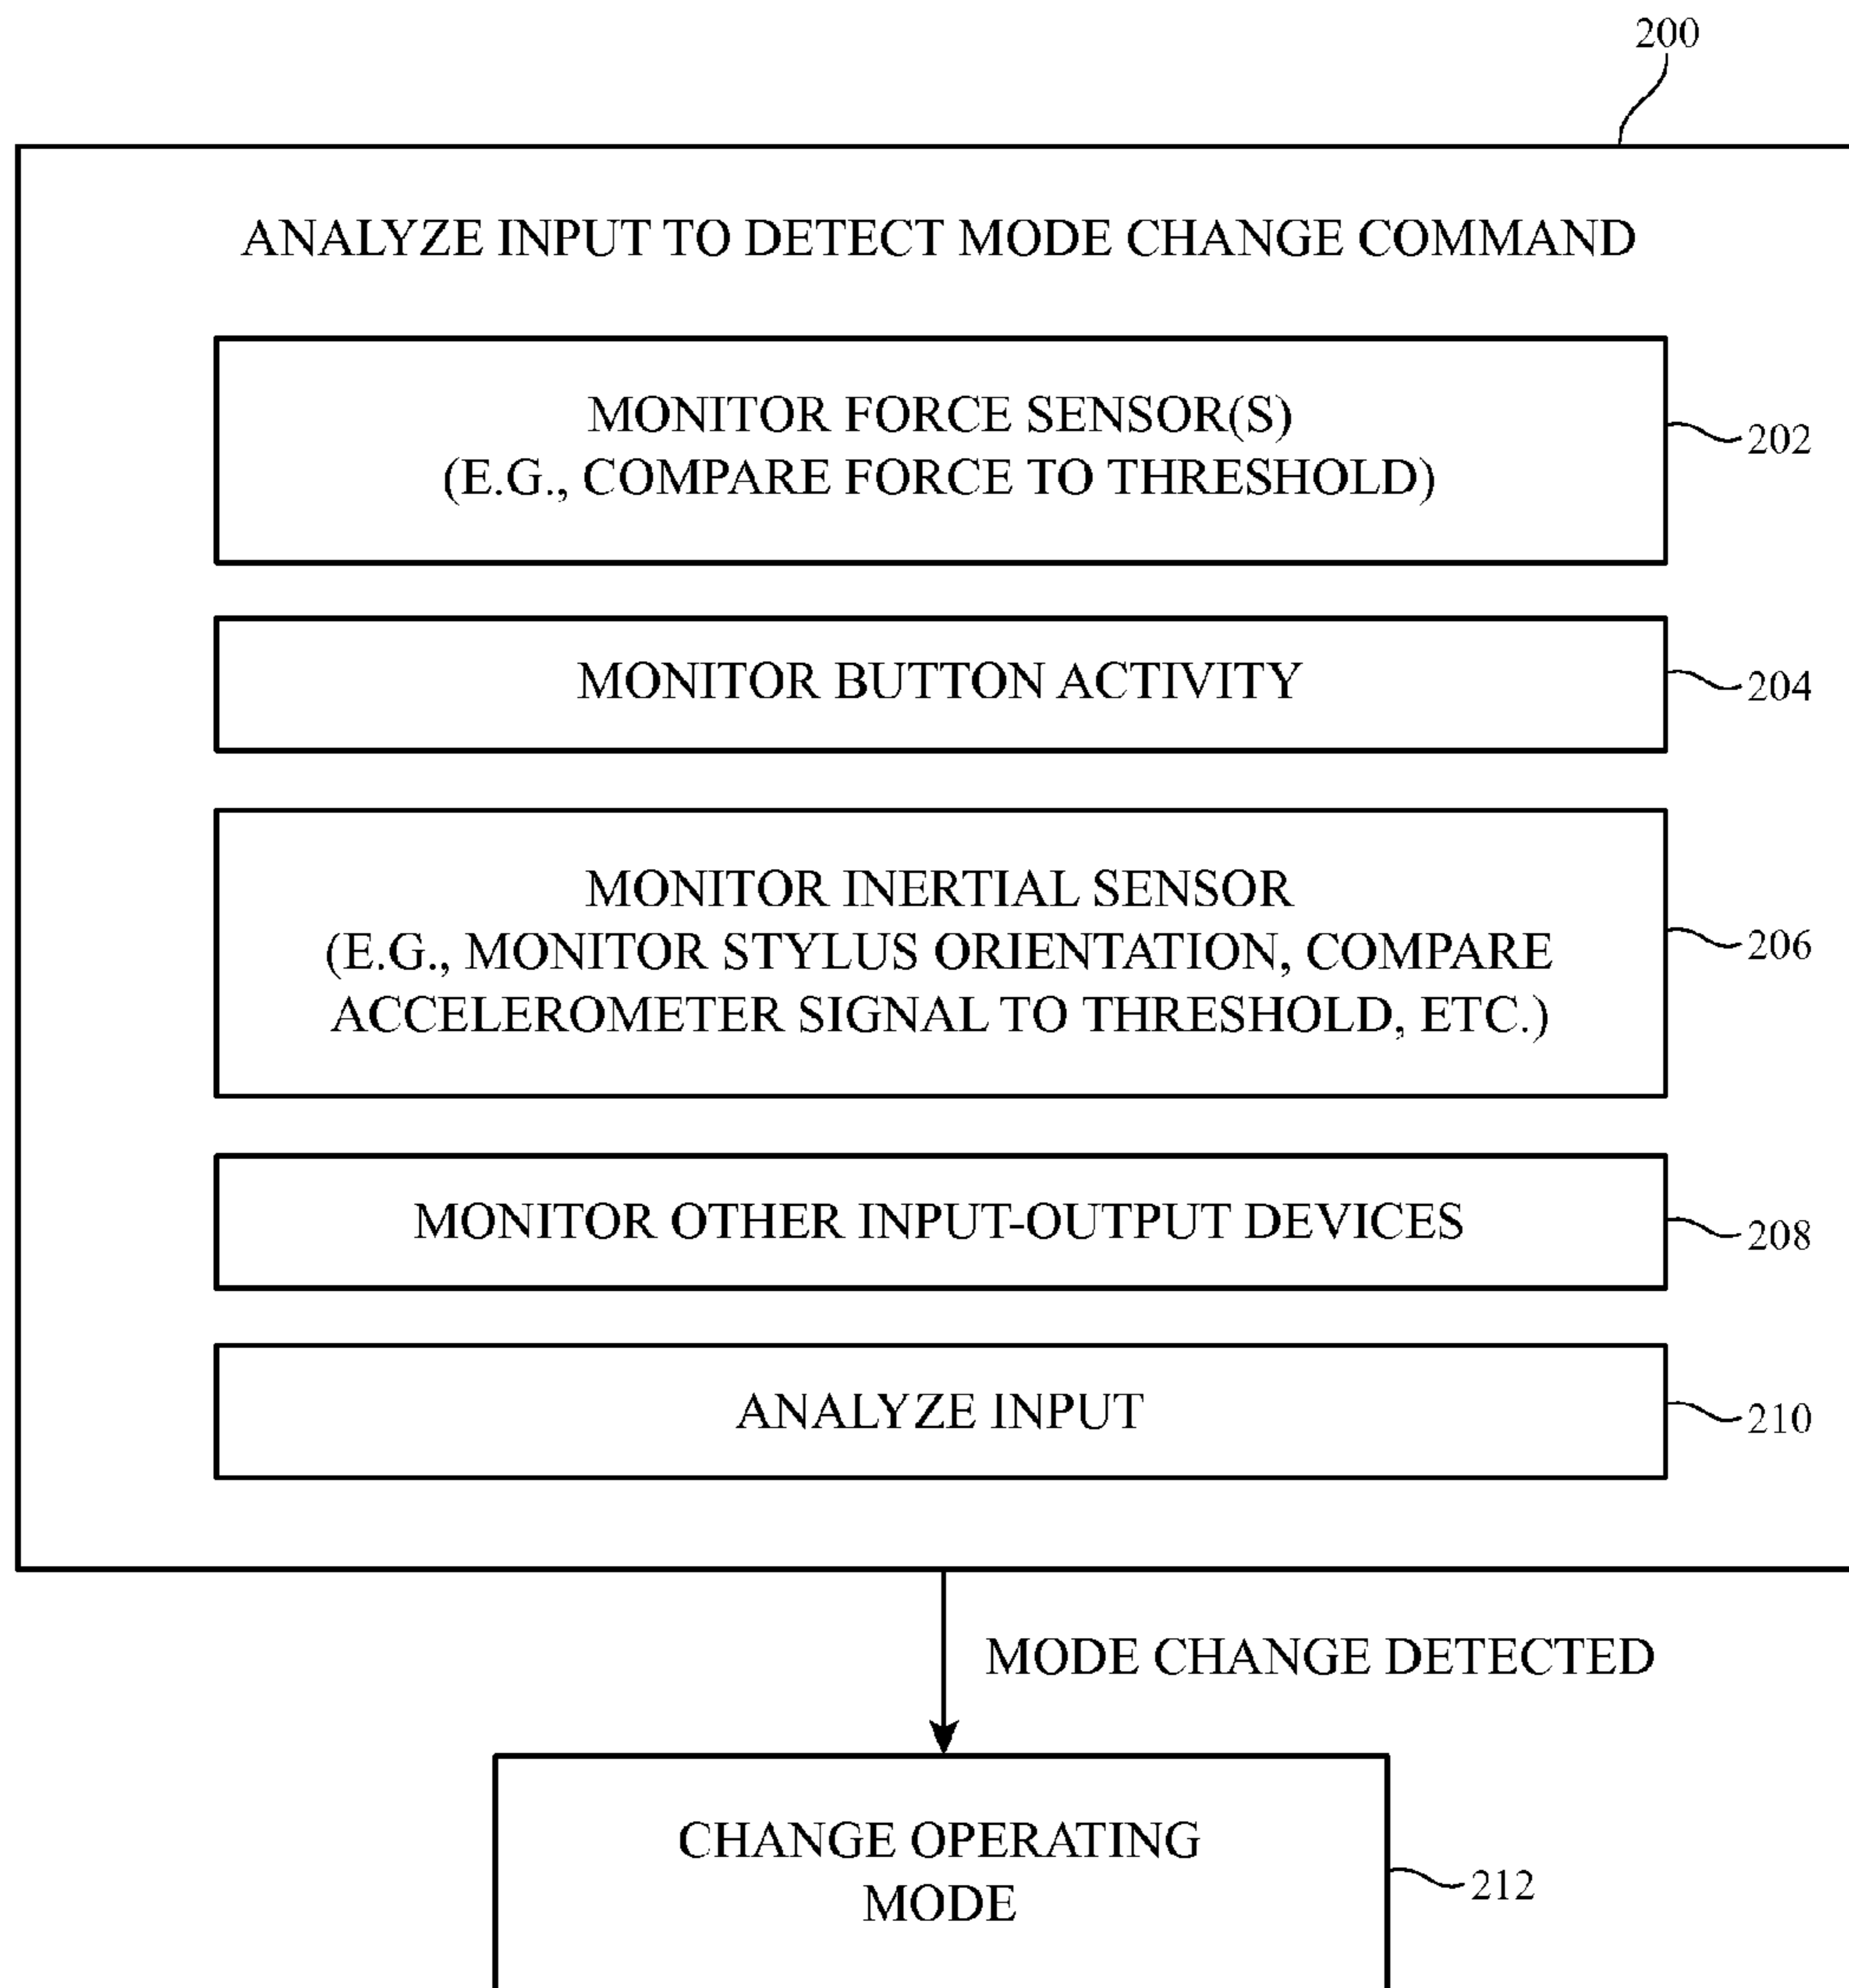 200
ANALYZE INPUT TO DETECT MODE CHANGE COMMAND
MONITOR FORCE SENSOR(S)
(E.G., COMPARE FORCE TO THRESHOLD)
202
MONITOR BUTTON ACTIVITY
204
MONITOR INERTIAL SENSOR
(E.G., MONITOR STYLUS ORIENTATION, COMPARE
ACCELEROMETER SIGNAL TO THRESHOLD, ETC.)
206
MONITOR OTHER INPUT-OUTPUT DEVICES
208
ANALYZE INPUT
210
MODE CHANGE DETECTED
CHANGE OPERATING
MODE
212